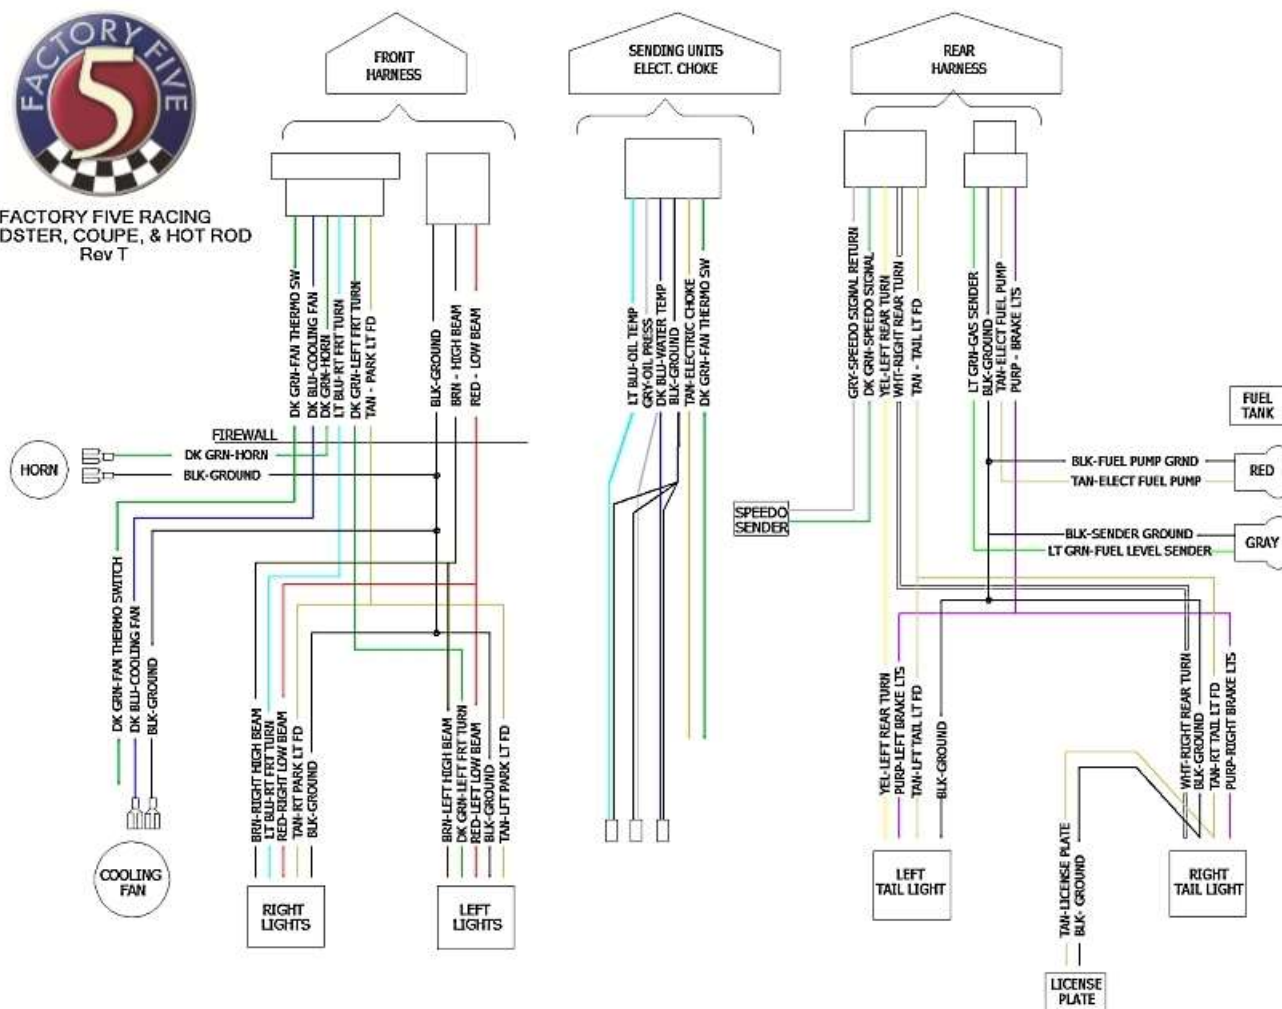 FACTORY FIVE
5
FACTORY FIVE RACING
DSTER, COUPE, & HOT ROD
Rev T
FRONT
HARNESS
SENDING UNITS
ELECT. CHOKE
REAR
HARNESS
DK GRN-FAN THERMO SW
DK BLU-COOLING FAN
DK GRN-HORN
LT BLU-RT FRT TURN
DK GRN-LEFT FRT TURN
TAN - PARK LT FD
BLK-GROUND
BRN - HIGH BEAM
RED - LOW BEAM
LT BLU-OIL TEMP
GRY-OIL PRESS
DK BLU-WATER TEMP
BLK-GROUND
TAN-ELECTRIC CHOKE
DK GRN-FAN THERMO SW
GRY-SPEEDO SIGNAL RETURN
DK GRN-SPEEDO SIGNAL
YEL-LEFT REAR TURN
WHT-RIGHT REAR TURN
TAN - TAIL LT FD
LT GRN-GAS SENDER
BLK-GROUND
TAN-ELECT FUEL PUMP
PURP - BRAKE LTS
FUEL
TANK
FIREWALL
HORN
DK GRN-HORN
BLK-GROUND
BLK-FUEL PUMP GRND
TAN-ELECT FUEL PUMP
RED
SPEEDO
SENDER
BLK-SENDER GROUND
LT GRN-FUEL LEVEL SENDER
GRAY
DK GRN-FAN THERMO SWITCH
DK BLU-COOLING FAN
BLK-GROUND
BRN-RIGHT HIGH BEAM
LT BLU-RT FRT TURN
RED-RIGHT LOW BEAM
TAN-RT PARK LT FD
BLK-GROUND
BRN-LEFT HIGH BEAM
DK GRN-LEFT FRT TURN
RED-LEFT LOW BEAM
BLK-GROUND
TAN-LFT PARK LT FD
YEL-LEFT REAR TURN
PURP-LEFT BRAKE LTS
TAN-LFT TAIL LT FD
BLK-GROUND
WHT-RIGHT REAR TURN
BLK-GROUND
TAN-RT TAIL LT FD
PURP-RIGHT BRAKE LTS
COOLING
FAN
RIGHT
LIGHTS
LEFT
LIGHTS
LEFT
TAIL LIGHT
RIGHT
TAIL LIGHT
TAN-LICENSE PLATE
BLK- GROUND
LICENSE
PLATE